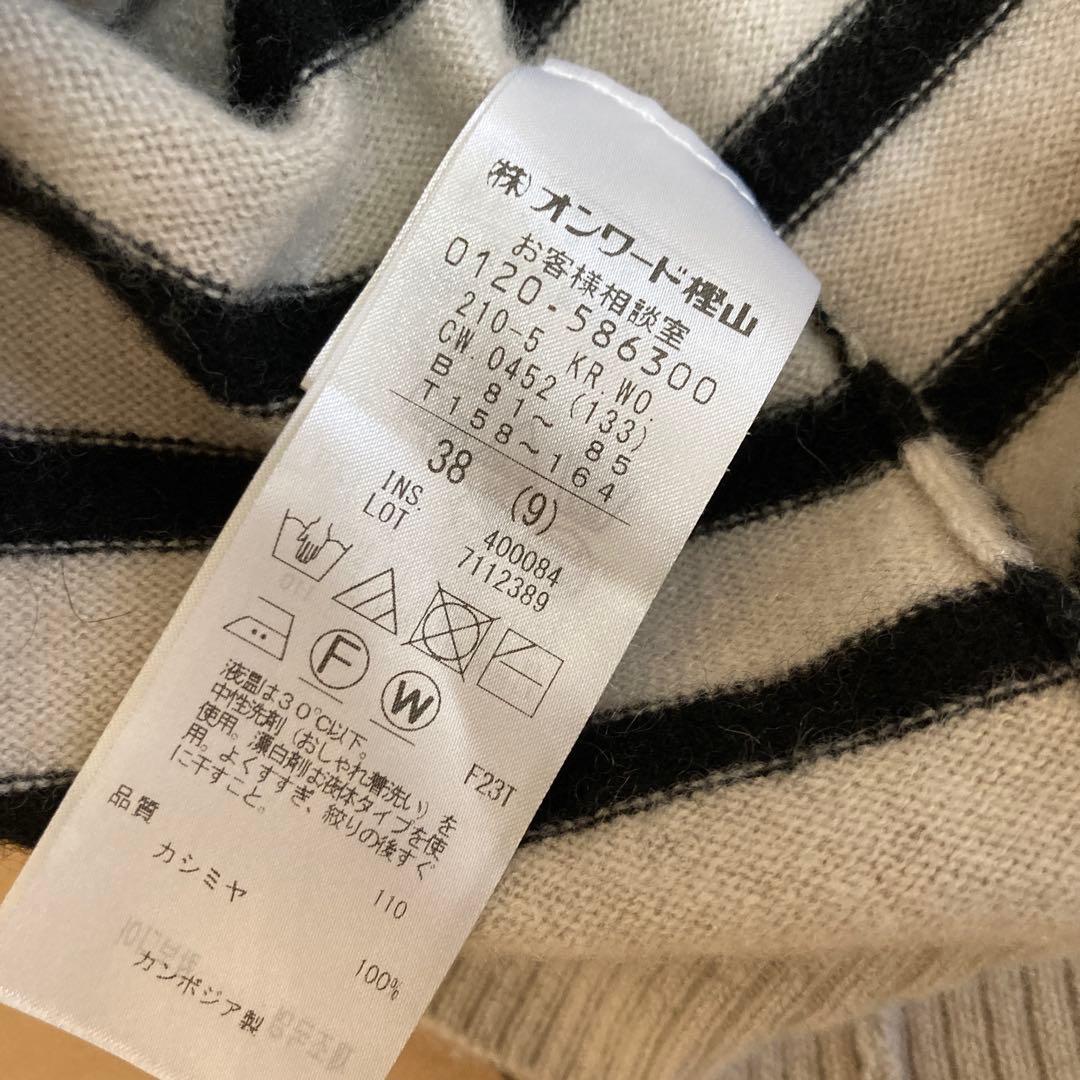 (株)オンワード樫山
お客様相談室
0120-586300
210-5 KR.WO.
CW.0452 (133)
B 81～ 85
T158～164
38 (9)
INS 400084
LOT 7112389
F
W
F23T
液温は30℃以下。
中性洗剤（おしゃれ着洗い）を
使用。漂白剤は液体タイプを使
用。よくすすぎ、絞りの後すぐ
に干すこと。
品質 110
カシミヤ 100%
カンボジア製